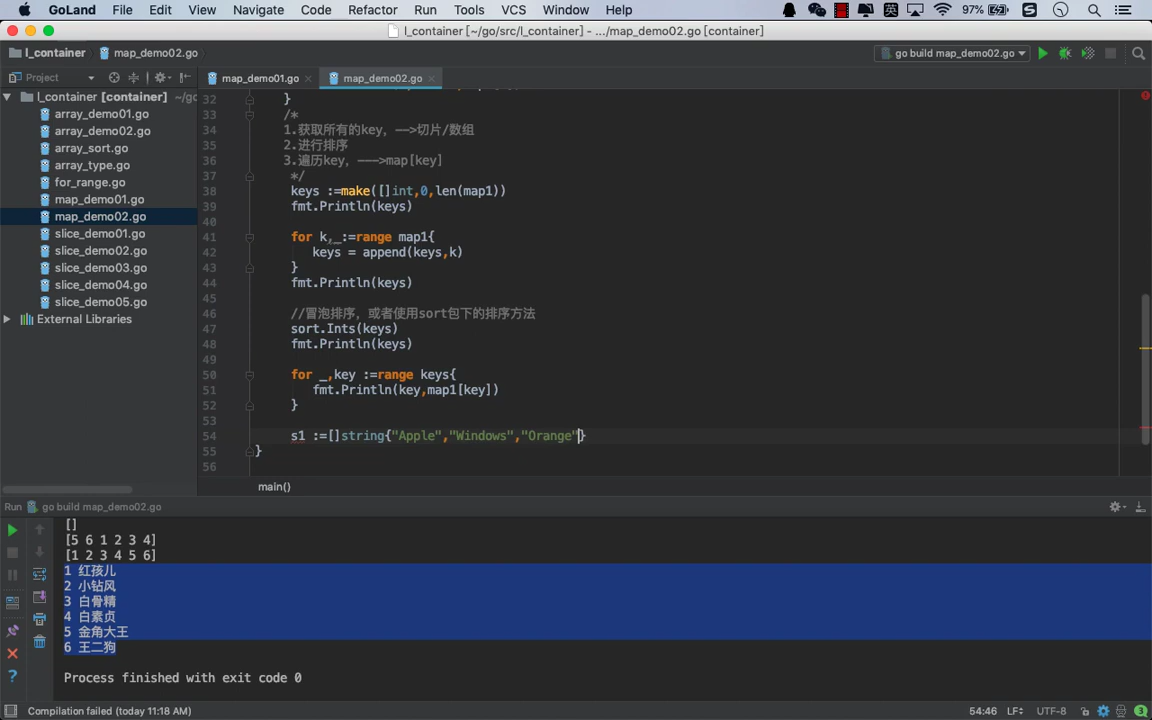 GoLand File Edit View Navigate Code Refactor Run Tools VCS Window Help 英 97%
l_container [~/go/src/l_container] - .../map_demo02.go [container]
l_container map_demo02.go go build map_demo02.go
Project map_demo01.go map_demo02.go
l_container [container] ~/go
array_demo01.go
array_demo02.go
array_sort.go
array_type.go
for_range.go
map_demo01.go
map_demo02.go
slice_demo01.go
slice_demo02.go
slice_demo03.go
slice_demo04.go
slice_demo05.go
External Libraries
32 }
33 /*
34 1.获取所有的key，-->切片/数组
35 2.进行排序
36 3.遍历key，--->map[key]
37 */
38 keys :=make([]int,0,len(map1))
39 fmt.Println(keys)
40
41 for k,_:=range map1{
42 keys = append(keys,k)
43 }
44 fmt.Println(keys)
45
46 //冒泡排序，或者使用sort包下的排序方法
47 sort.Ints(keys)
48 fmt.Println(keys)
49
50 for _,key :=range keys{
51 fmt.Println(key,map1[key])
52 }
53
54 s1 :=[]string{"Apple","Windows","Orange"}
55 }
56
main()
Run go build map_demo02.go
[]
[5 6 1 2 3 4]
[1 2 3 4 5 6]
1 红孩儿
2 小钻风
3 白骨精
4 白素贞
5 金角大王
6 王二狗
Process finished with exit code 0
Compilation failed (today 11:18 AM) 54:46 LF÷ UTF-8 3